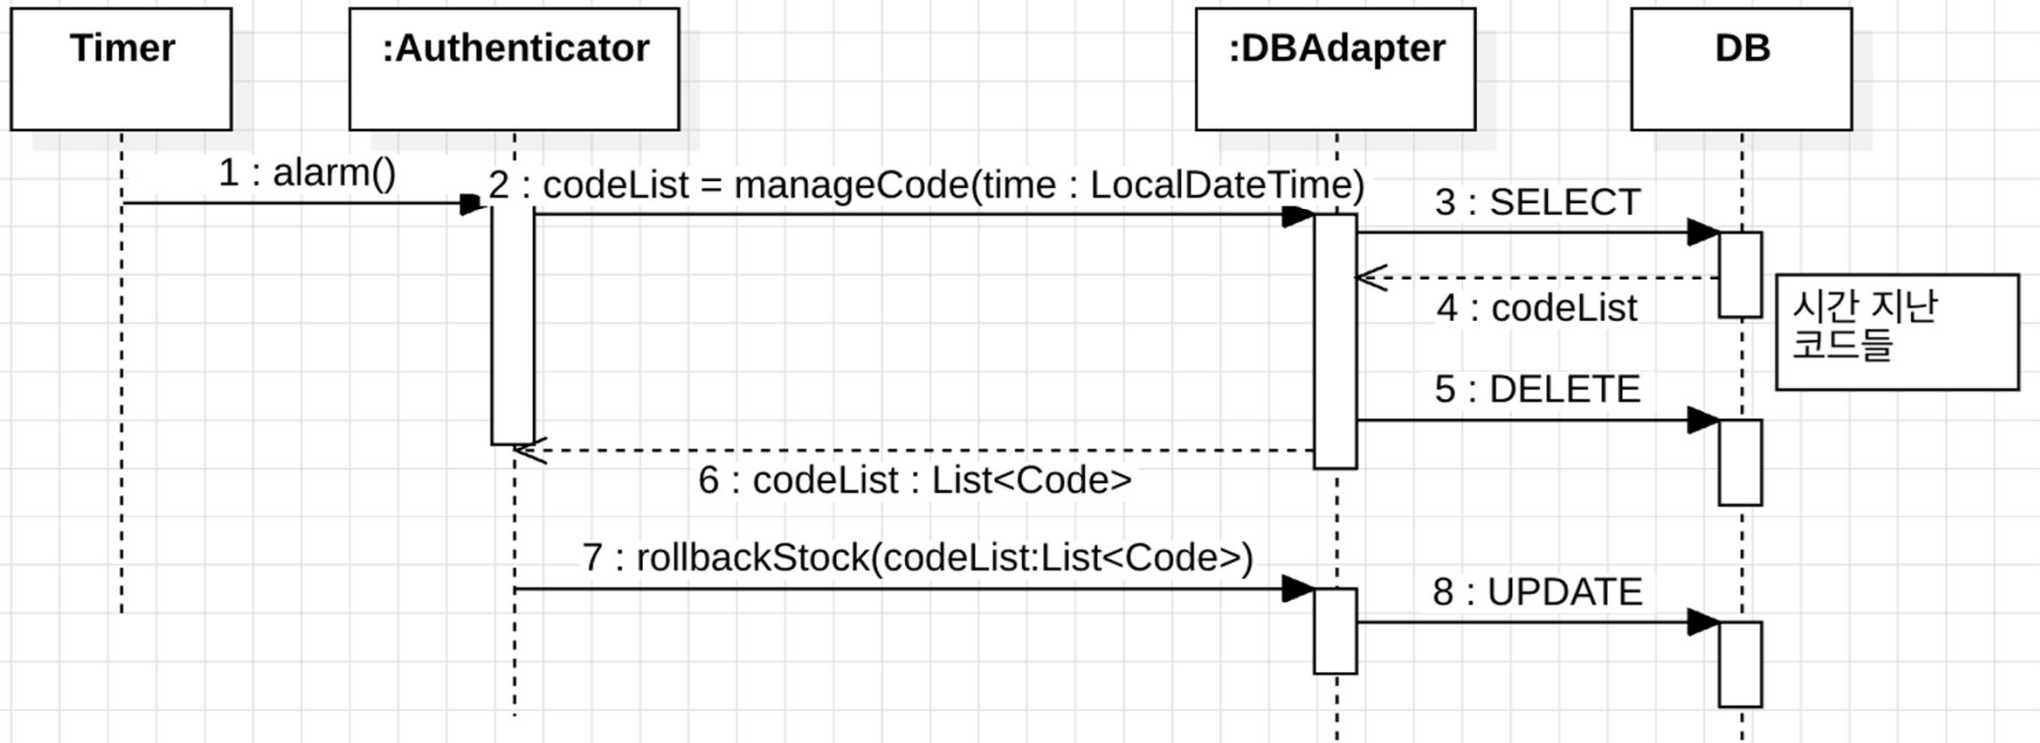 Timer
:Authenticator
:DBAdapter
DB
1 : alarm()
2 : codeList = manageCode(time : LocalDateTime)
3 : SELECT
4 : codeList
시간 지난
코드들
5 : DELETE
6 : codeList : List<Code>
7 : rollbackStock(codeList:List<Code>)
8 : UPDATE